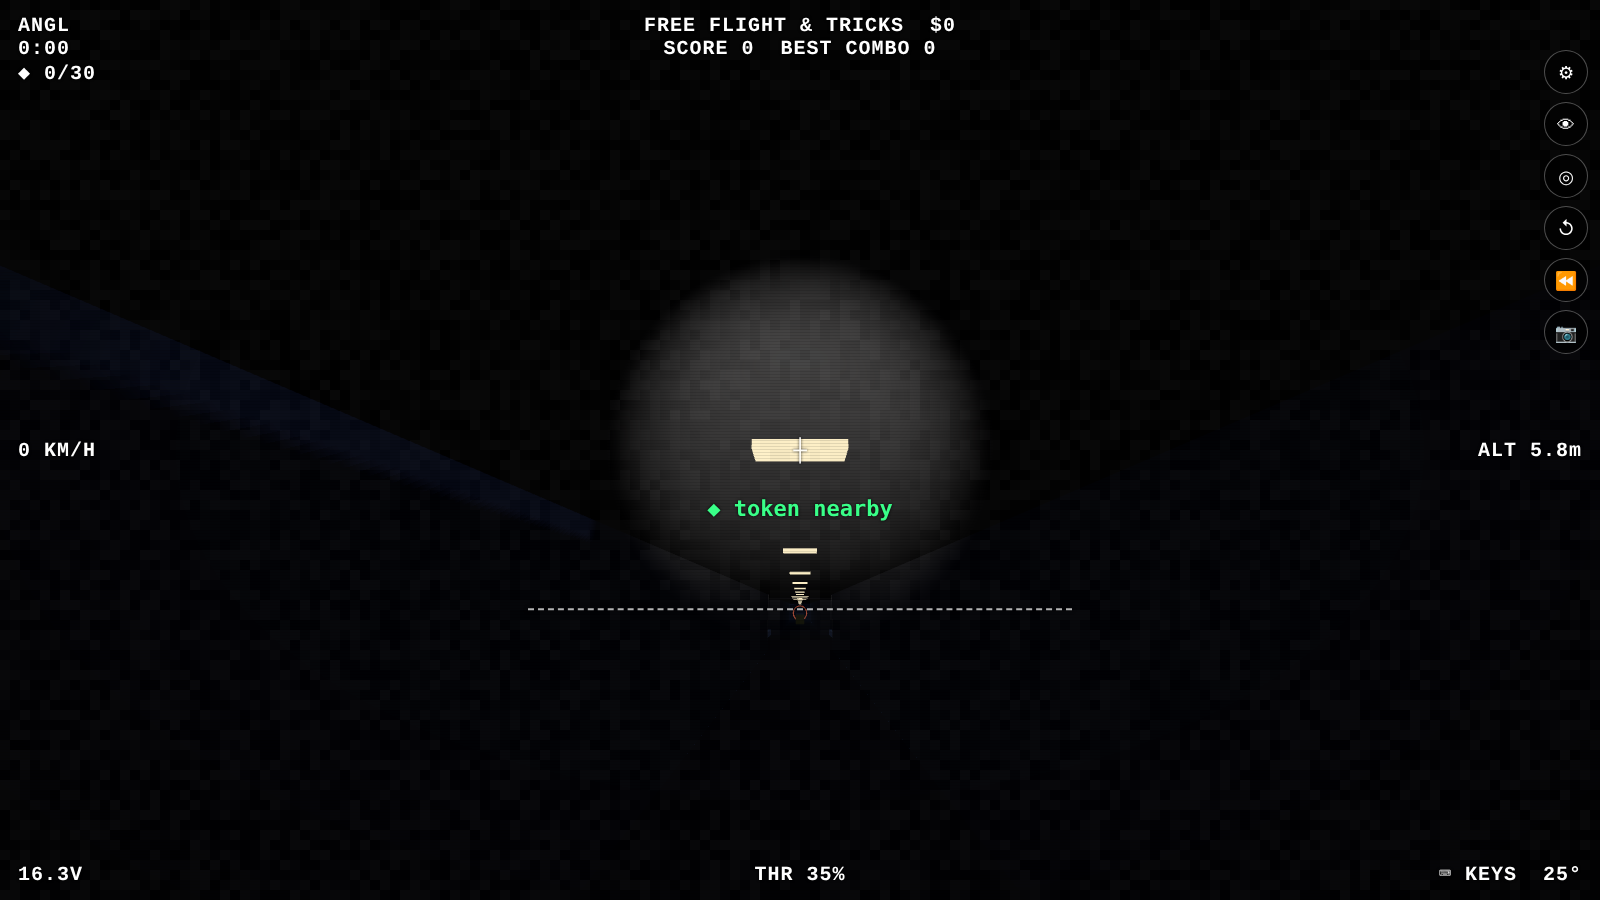 ANGL
0:00
◆ 0/30
FREE FLIGHT & TRICKS $0
SCORE 0 BEST COMBO 0
0 KM/H
ALT 5.8m
◆ token nearby
16.3V
THR 35%
⌨ KEYS 25°